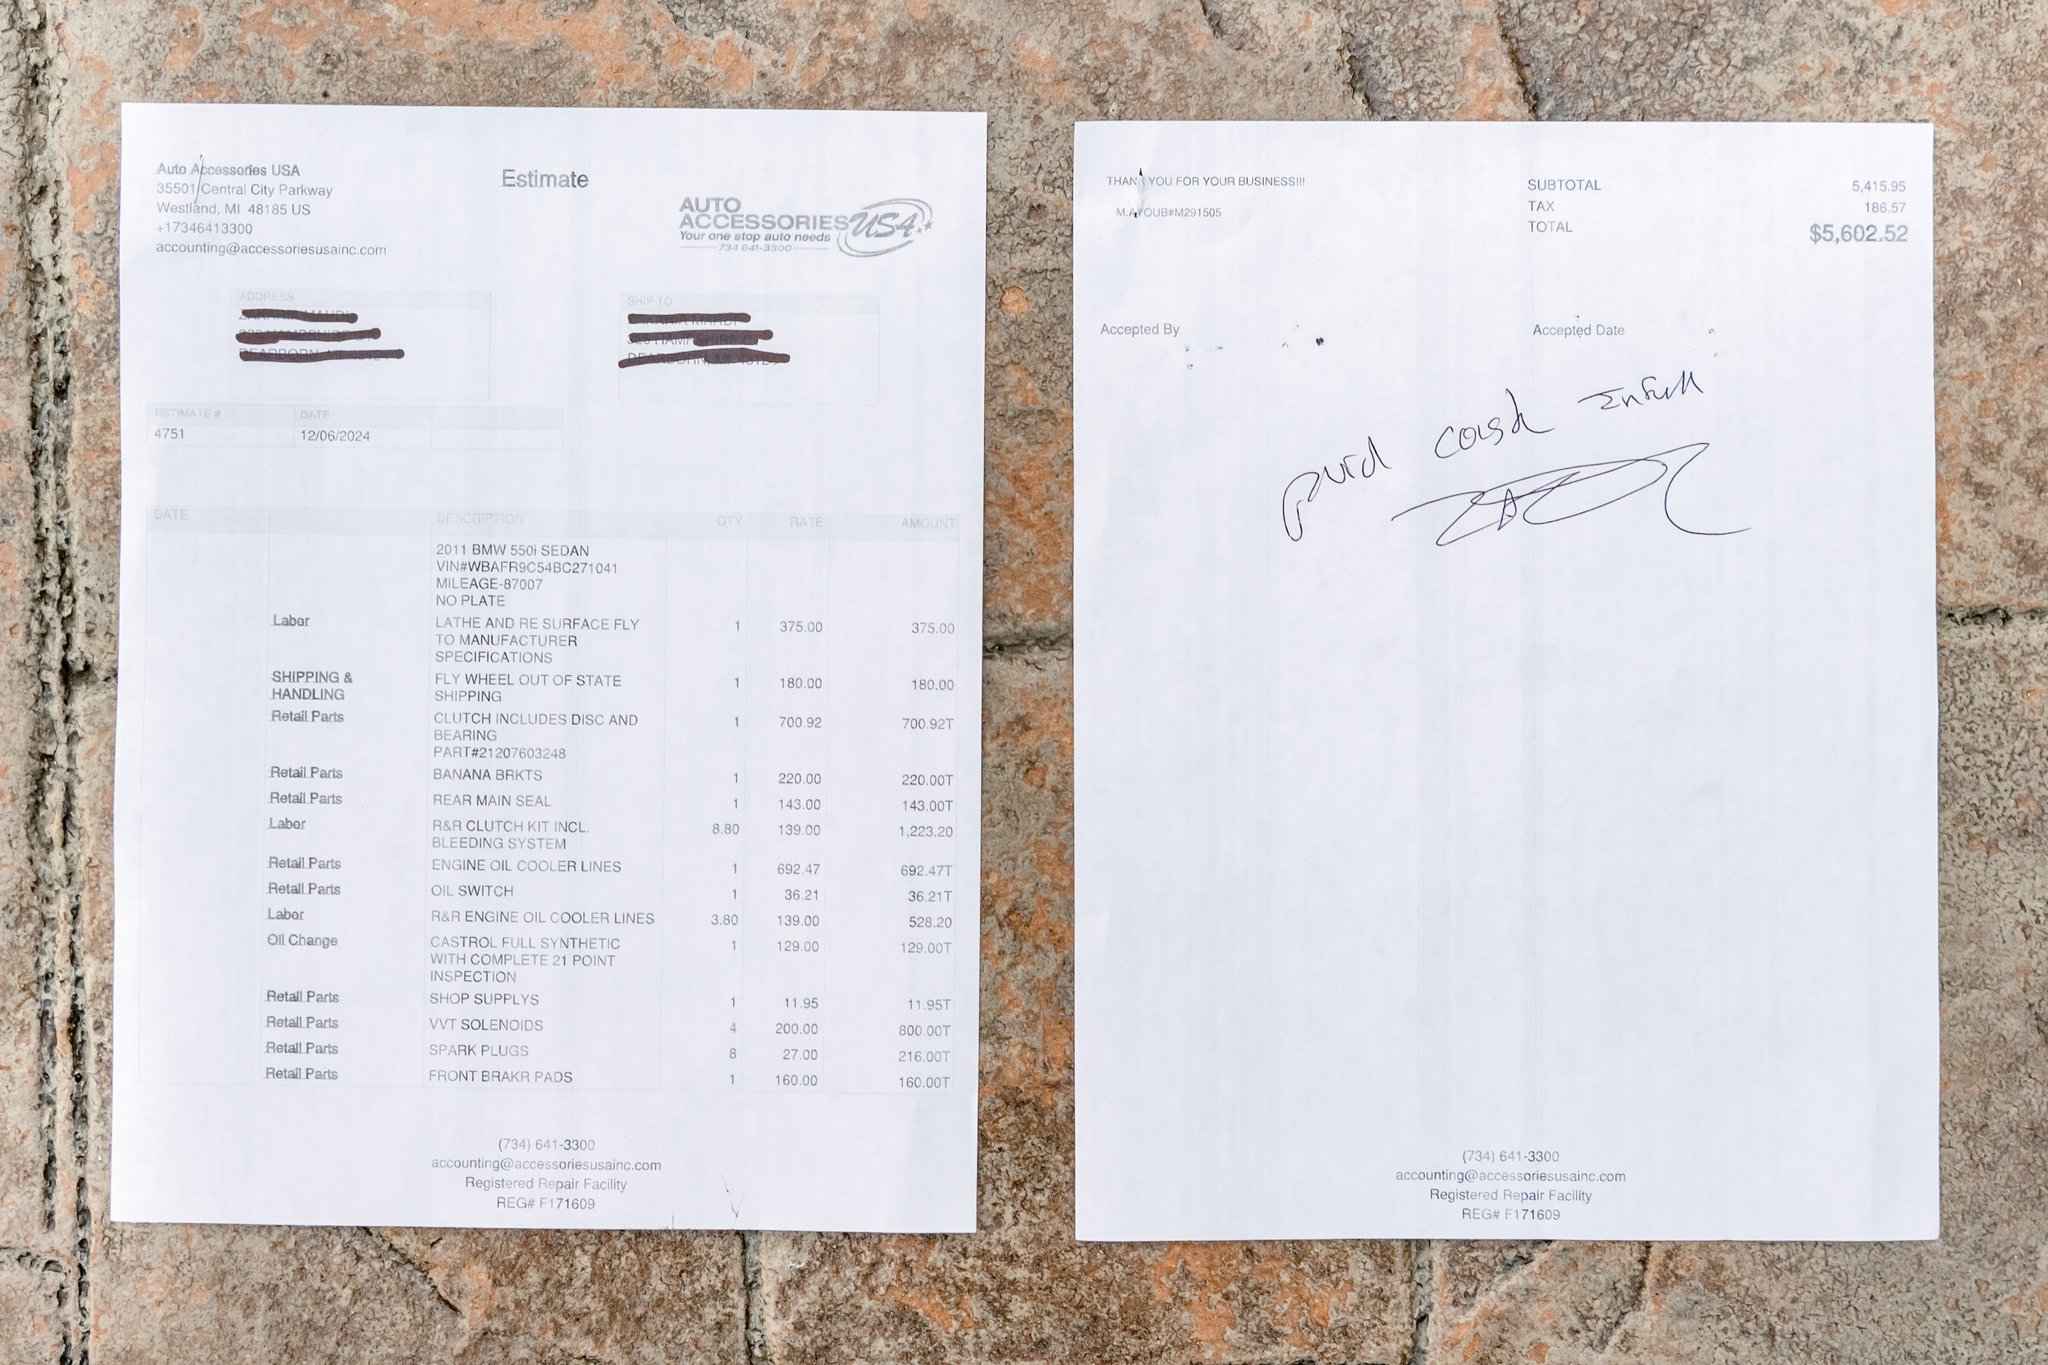 Auto Accessories USA
35501 Central City Parkway
Westland, MI 48185 US
+17346413300
accounting@accessoriesusainc.com
Estimate
AUTO
ACCESSORIES USA
Your one stop auto needs
734 641-3300
ADDRESS
SHIP TO
ESTIMATE # DATE
4751 12/06/2024
DATE DESCRIPTION QTY RATE AMOUNT
2011 BMW 550i SEDAN
VIN#WBAFR9C54BC271041
MILEAGE-87007
NO PLATE
Labor LATHE AND RE SURFACE FLY 1 375.00 375.00
TO MANUFACTURER
SPECIFICATIONS
SHIPPING & FLY WHEEL OUT OF STATE 1 180.00 180.00
HANDLING SHIPPING
Retail Parts CLUTCH INCLUDES DISC AND 1 700.92 700.92T
BEARING
PART#21207603248
Retail Parts BANANA BRKTS 1 220.00 220.00T
Retail Parts REAR MAIN SEAL 1 143.00 143.00T
Labor R&R CLUTCH KIT INCL. 8.80 139.00 1,223.20
BLEEDING SYSTEM
Retail Parts ENGINE OIL COOLER LINES 1 692.47 692.47T
Retail Parts OIL SWITCH 1 36.21 36.21T
Labor R&R ENGINE OIL COOLER LINES 3.80 139.00 528.20
Oil Change CASTROL FULL SYNTHETIC 1 129.00 129.00T
WITH COMPLETE 21 POINT
INSPECTION
Retail Parts SHOP SUPPLYS 1 11.95 11.95T
Retail Parts VVT SOLENOIDS 4 200.00 800.00T
Retail Parts SPARK PLUGS 8 27.00 216.00T
Retail Parts FRONT BRAKR PADS 1 160.00 160.00T
(734) 641-3300
accounting@accessoriesusainc.com
Registered Repair Facility
REG# F171609
THANK YOU FOR YOUR BUSINESS!!! SUBTOTAL 5,415.95
M.AYOUB#M291505 TAX 186.57
TOTAL $5,602.52
Accepted By Accepted Date
paid cash
(734) 641-3300
accounting@accessoriesusainc.com
Registered Repair Facility
REG# F171609